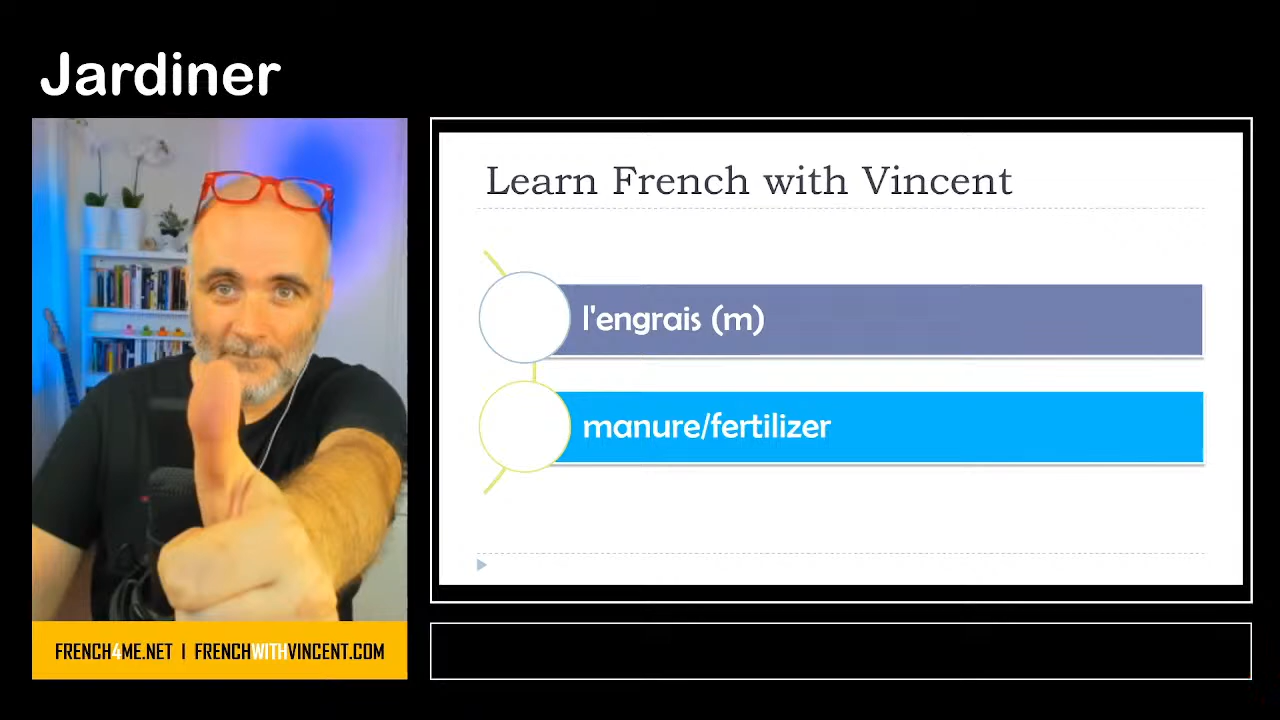 Jardiner
Learn French with Vincent
l'engrais (m)
manure/fertilizer
FRENCH4ME.NET I FRENCHWITHVINCENT.COM